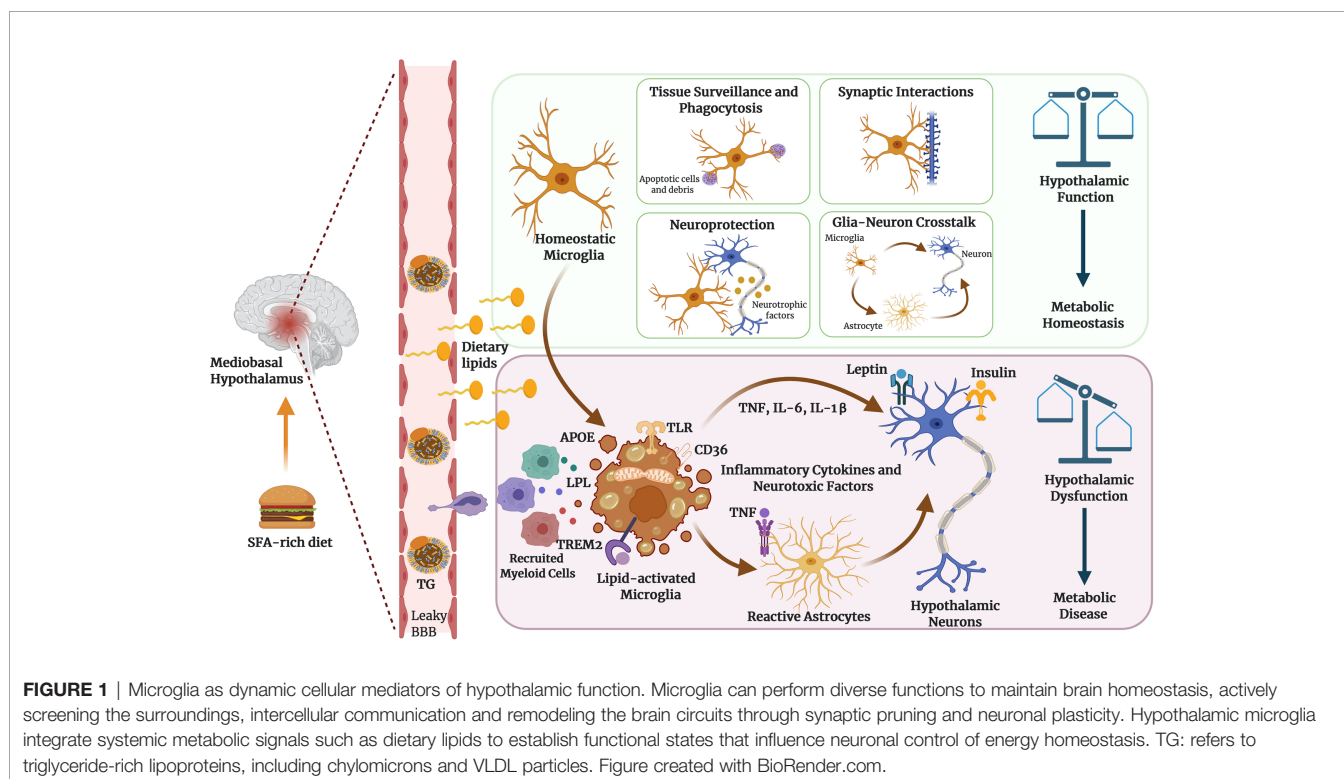 Mediobasal
Hypothalamus
SFA-rich diet
TG
Leaky
BBB
Dietary
lipids
Homeostatic
Microglia
Tissue Surveillance and
Phagocytosis
Apoptotic cells
and debris
Synaptic Interactions
Neuroprotection
Neurotrophic
factors
Glia-Neuron Crosstalk
Microglia
Neuron
Astrocyte
Hypothalamic
Function
Metabolic
Homeostasis
APOE
TLR
CD36
LPL
TREM2
Recruited
Myeloid Cells
Lipid-activated
Microglia
TNF, IL-6, IL-1β
Inflammatory Cytokines and
Neurotoxic Factors
TNF
Reactive Astrocytes
Leptin
Insulin
Hypothalamic
Neurons
Hypothalamic
Dysfunction
Metabolic
Disease
FIGURE 1 | Microglia as dynamic cellular mediators of hypothalamic function. Microglia can perform diverse functions to maintain brain homeostasis, actively
screening the surroundings, intercellular communication and remodeling the brain circuits through synaptic pruning and neuronal plasticity. Hypothalamic microglia
integrate systemic metabolic signals such as dietary lipids to establish functional states that influence neuronal control of energy homeostasis. TG: refers to
triglyceride-rich lipoproteins, including chylomicrons and VLDL particles. Figure created with BioRender.com.